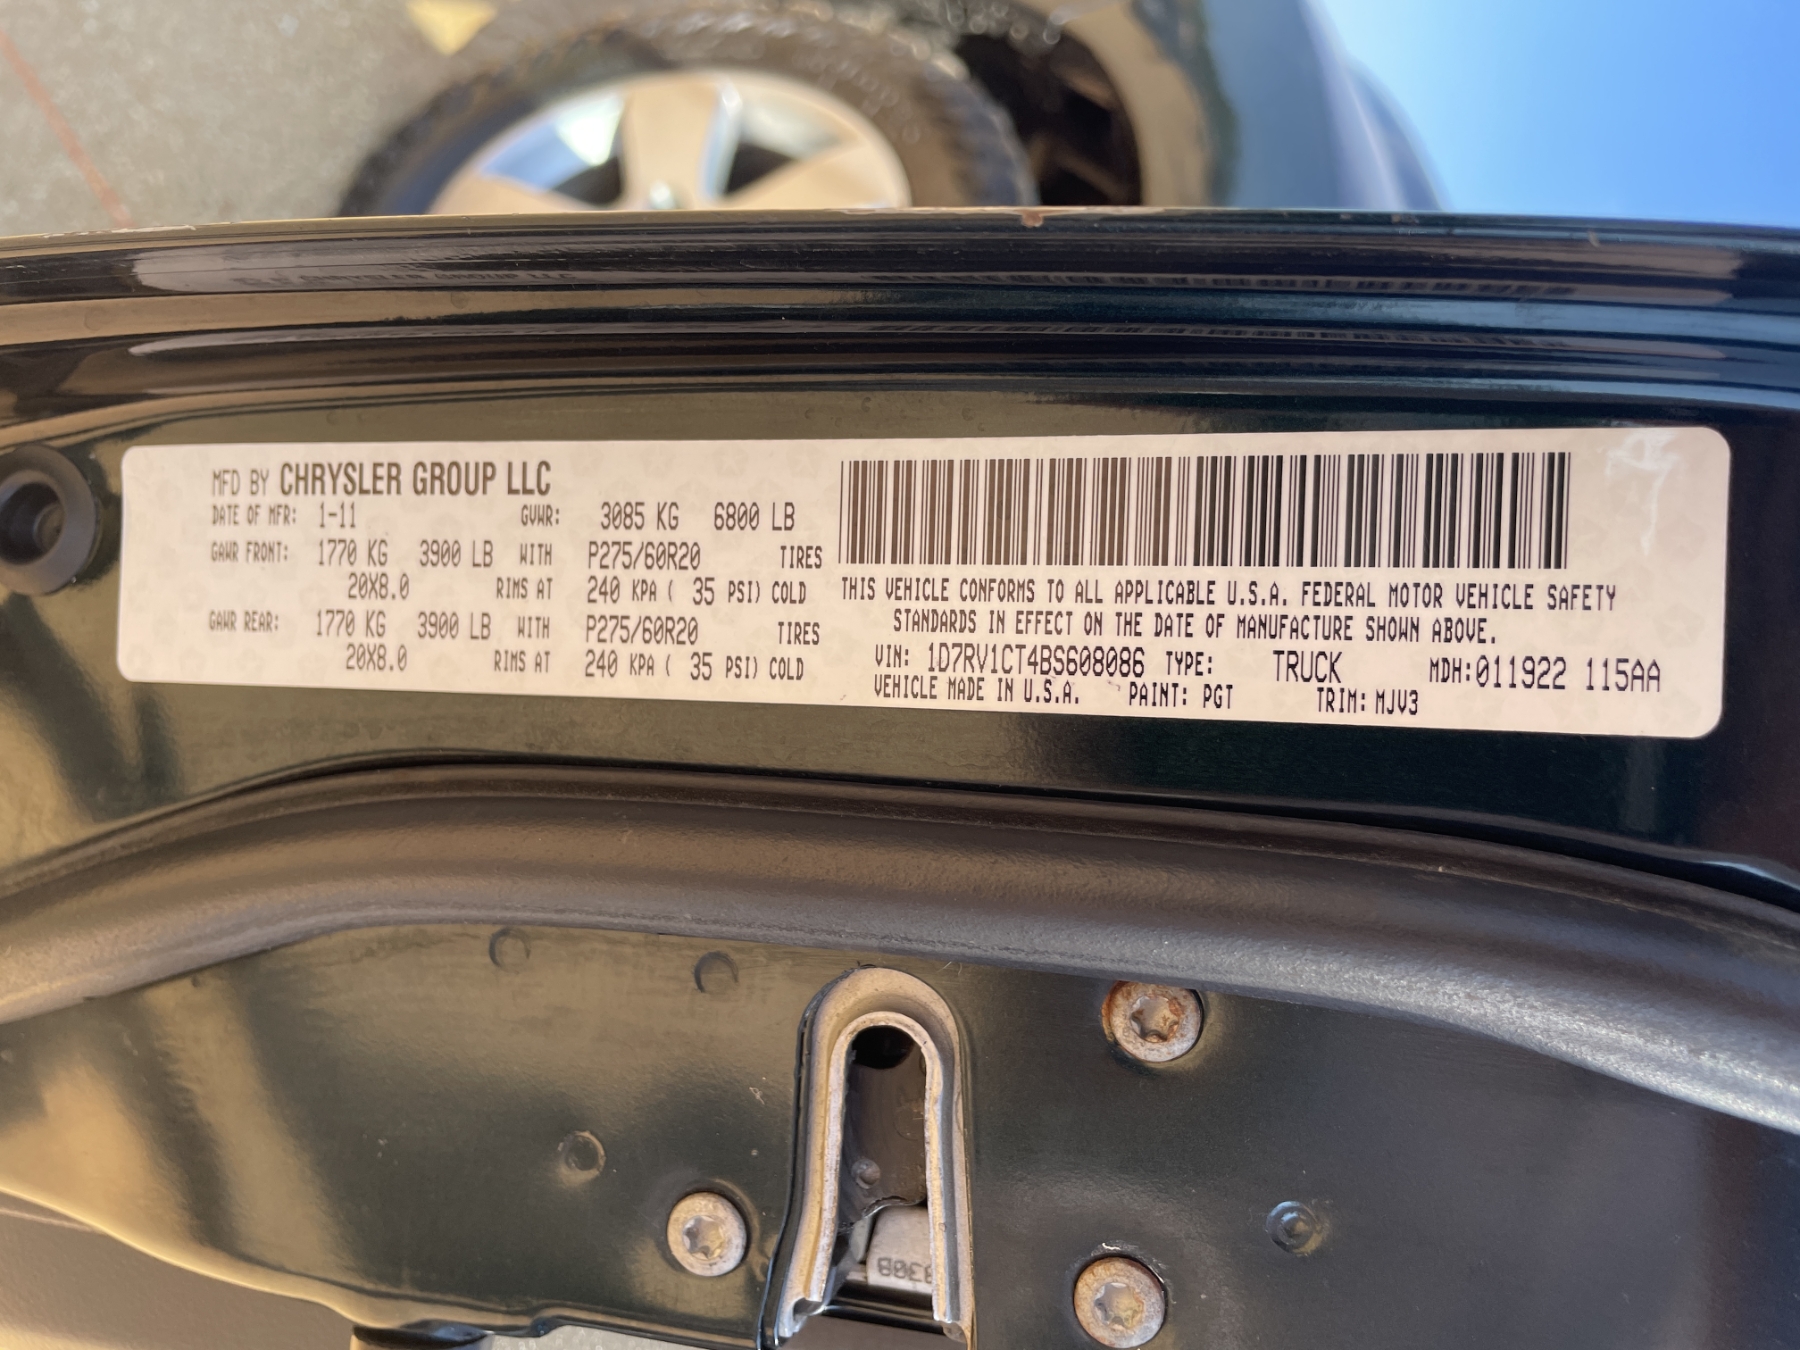 MFD BY CHRYSLER GROUP LLC
DATE OF MFR: 1-11 GVWR: 3085 KG 6800 LB
GAWR FRONT: 1770 KG 3900 LB WITH P275/60R20 TIRES
20X8.0 RIMS AT 240 KPA ( 35 PSI) COLD
GAWR REAR: 1770 KG 3900 LB WITH P275/60R20 TIRES
20X8.0 RIMS AT 240 KPA ( 35 PSI) COLD
THIS VEHICLE CONFORMS TO ALL APPLICABLE U.S.A. FEDERAL MOTOR VEHICLE SAFETY
STANDARDS IN EFFECT ON THE DATE OF MANUFACTURE SHOWN ABOVE.
VIN: 1D7RV1CT4BS608086 TYPE: TRUCK MDH:011922 115AA
VEHICLE MADE IN U.S.A. PAINT: PGT TRIM: MJV3